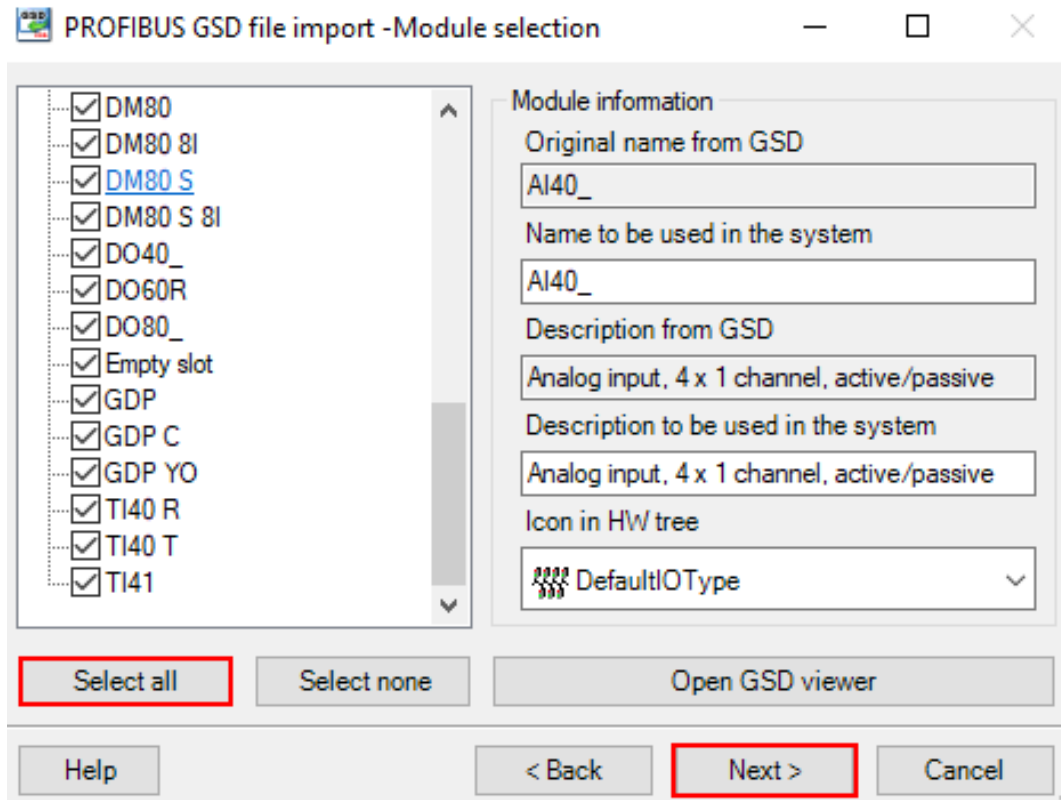 PROFIBUS GSD file import -Module selection
DM80
DM80 8I
DM80 S
DM80 S 8I
DO40_
DO60R
DO80_
Empty slot
GDP
GDP C
GDP YO
TI40 R
TI40 T
TI41
Module information
Original name from GSD
AI40_
Name to be used in the system
AI40_
Description from GSD
Analog input, 4 x 1 channel, active/passive
Description to be used in the system
Analog input, 4 x 1 channel, active/passive
Icon in HW tree
DefaultIOType
Select all
Select none
Open GSD viewer
Help
< Back
Next >
Cancel